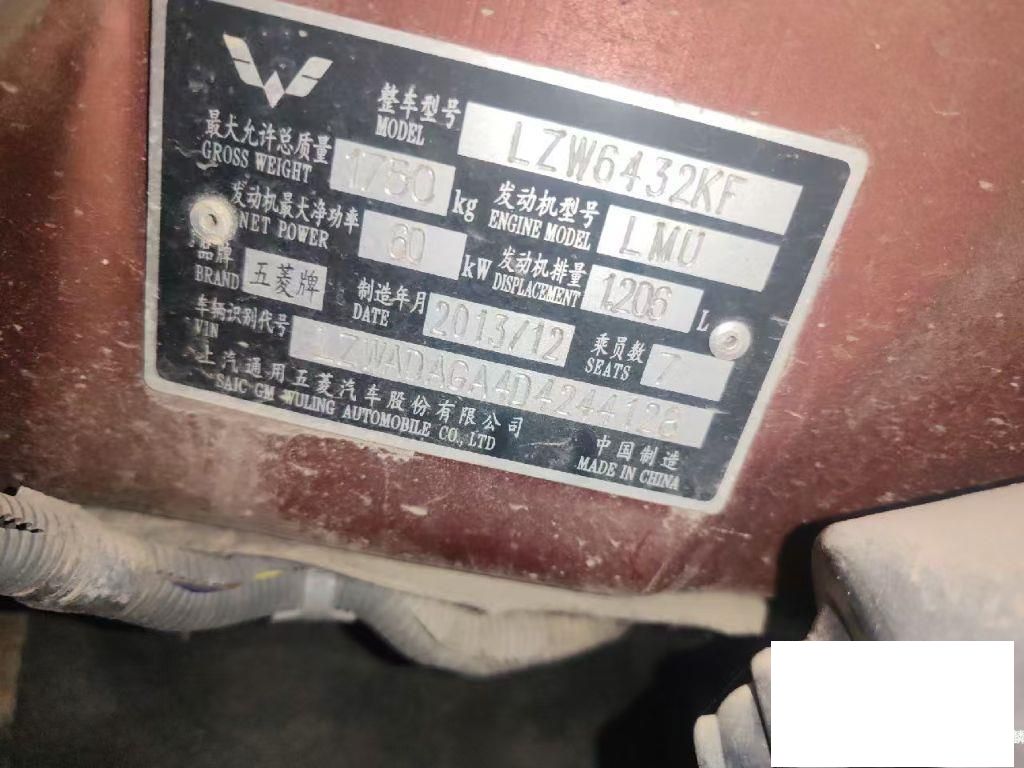 整车型号 LZW6432KF
MODEL
最大允许总质量 1750 kg
GROSS WEIGHT
发动机型号 LMU
ENGINE MODEL
发动机最大净功率 60 kW
NET POWER
发动机排量 1.206 L
DISPLACEMENT
品牌 五菱牌
BRAND
制造年月 2013/12
DATE
乘员数 7
SEATS
车辆识别代号 LZWADAGA4D4244128
VIN
上汽通用五菱汽车股份有限公司
SAIC-GM WULING AUTOMOBILE CO., LTD
中国制造
MADE IN CHINA